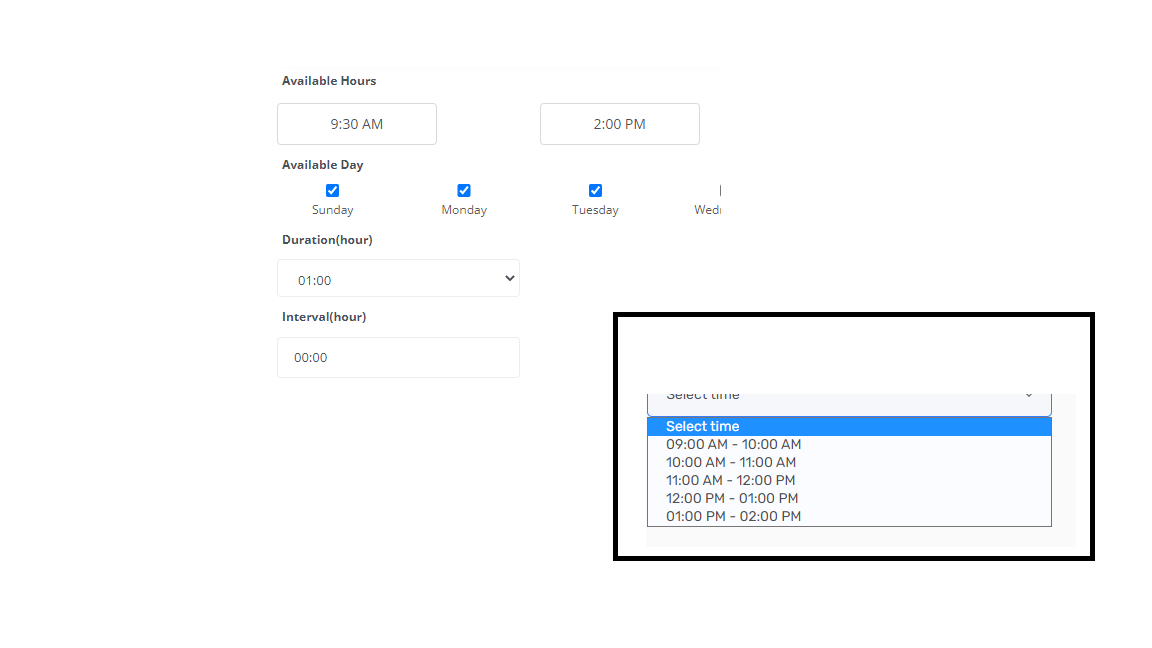 Available Hours
9:30 AM 2:00 PM
Available Day
Sunday Monday Tuesday Wedn
Duration(hour)
01:00
Interval(hour)
00:00
Select time
Select time
09:00 AM - 10:00 AM
10:00 AM - 11:00 AM
11:00 AM - 12:00 PM
12:00 PM - 01:00 PM
01:00 PM - 02:00 PM